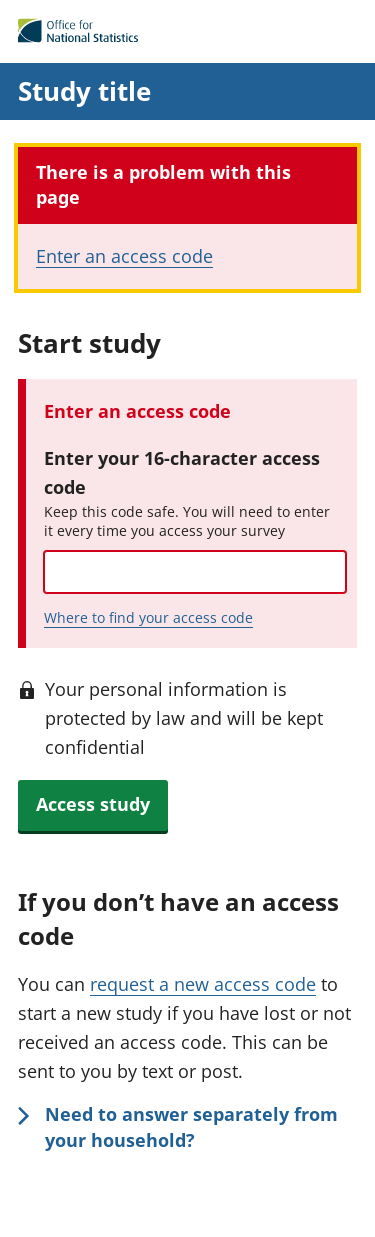 Office for
National Statistics
Study title
There is a problem with this
page
Enter an access code
Start study
Enter an access code
Enter your 16-character access
code
Keep this code safe. You will need to enter
it every time you access your survey
Where to find your access code
Your personal information is
protected by law and will be kept
confidential
Access study
If you don’t have an access
code
You can request a new access code to
start a new study if you have lost or not
received an access code. This can be
sent to you by text or post.
Need to answer separately from
your household?